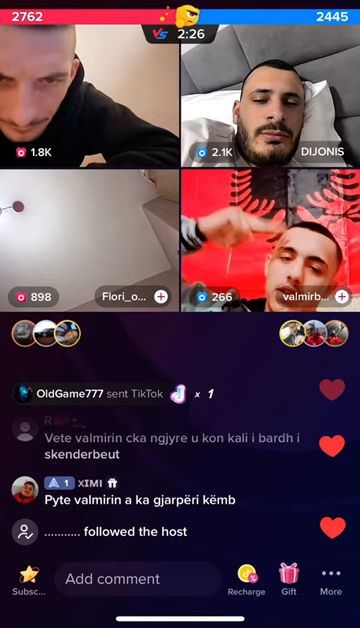 2762
2445
VS 2:26
1.8K
2.1K
DIJONIS
898
Flori_o...
266
valmirb...
OldGame777 sent TikTok x 1
Vete valmirin cka ngjyre u kon kali i bardh i
skenderbeut
1 XIMI
Pyte valmirin a ka gjarpëri këmb
........... followed the host
Add comment
Subsc...
Recharge
Gift
More